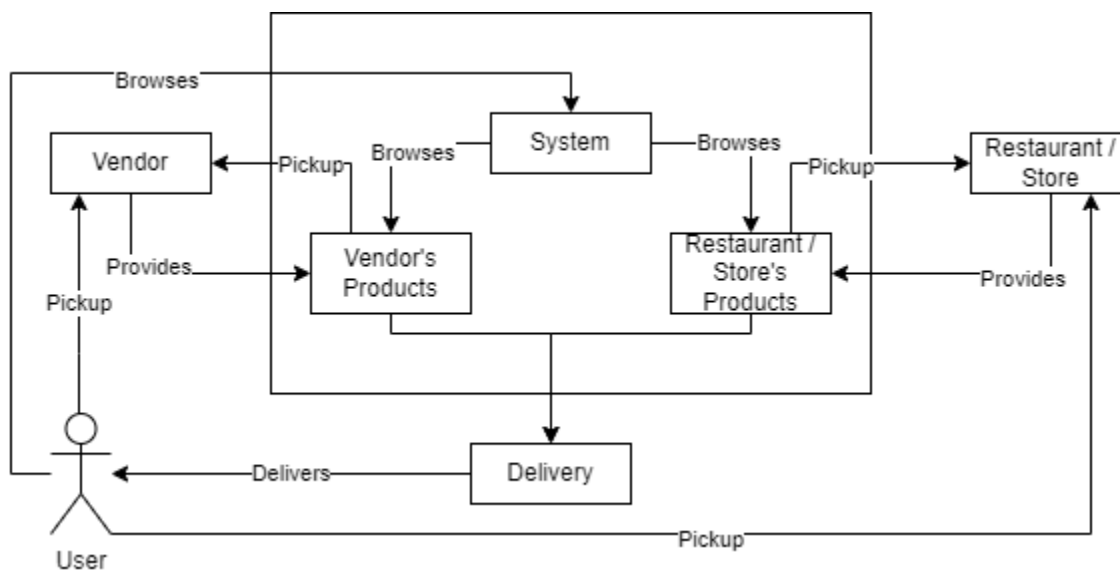 Browses
System
Vendor
Pickup
Browses
Browses
Pickup
Restaurant /
Store
Vendor's
Products
Restaurant /
Store's
Products
Provides
Provides
Pickup
Delivers
Delivery
Pickup
User